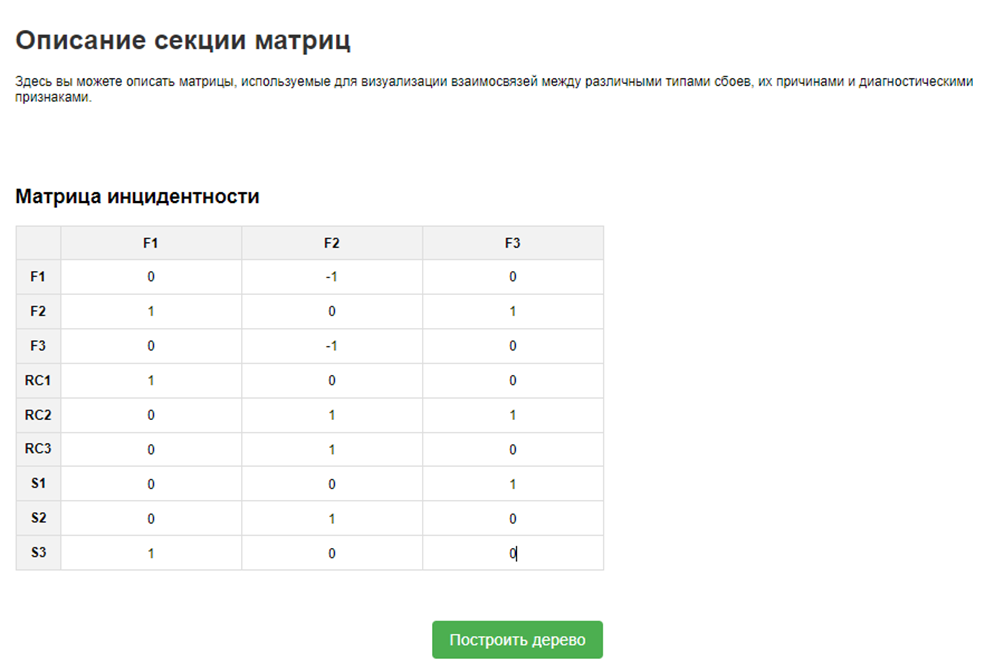 Описание секции матриц
Здесь вы можете описать матрицы, используемые для визуализации взаимосвязей между различными типами сбоев, их причинами и диагностическими
признаками.
Матрица инцидентности
F1 F2 F3
F1 0 -1 0
F2 1 0 1
F3 0 -1 0
RC1 1 0 0
RC2 0 1 1
RC3 0 1 0
S1 0 0 1
S2 0 1 0
S3 1 0 0
Построить дерево